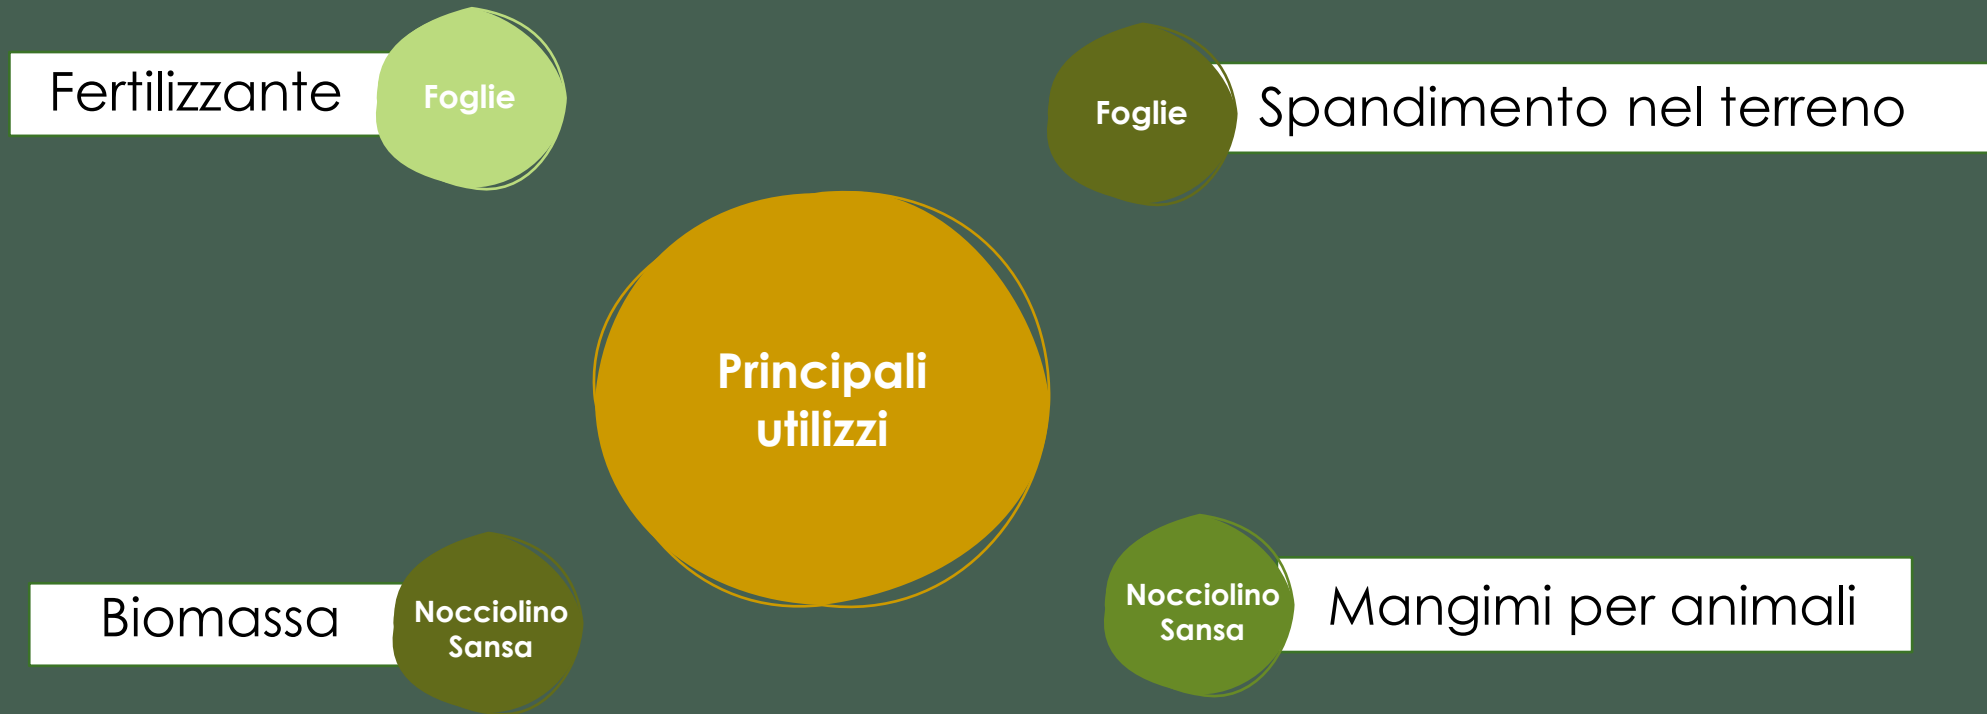 Fertilizzante
Foglie
Foglie
Spandimento nel terreno
Principali
utilizzi
Biomassa
Nocciolino
Sansa
Nocciolino
Sansa
Mangimi per animali